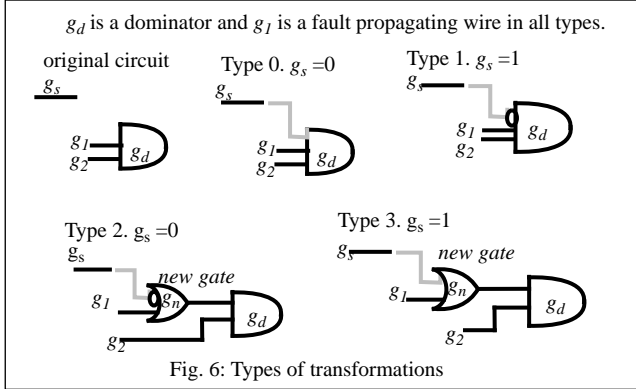 g_d is a dominator and g_1 is a fault propagating wire in all types.
original circuit
g_s
g_1
g_2
g_d
Type 0. g_s =0
g_s
g_1
g_2
g_d
Type 1. g_s =1
g_s
g_1
g_2
g_d
Type 2. g_s =0
g_s
new gate
g_1
g_n
g_2
g_d
Type 3. g_s =1
g_s
new gate
g_1
g_n
g_2
g_d
Fig. 6: Types of transformations